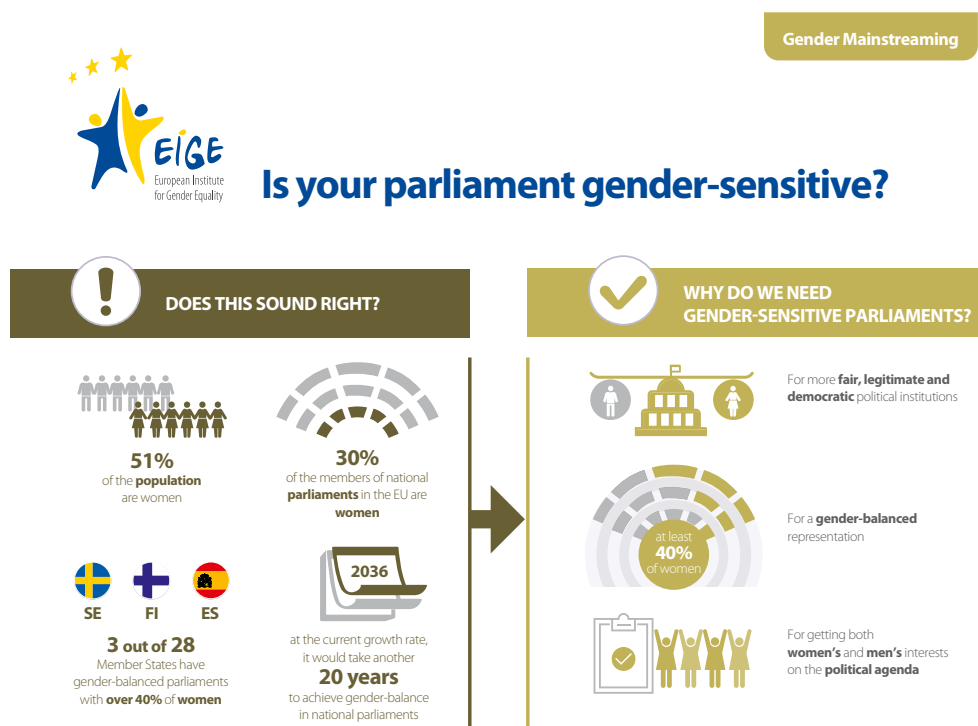 Gender Mainstreaming
EIGE
European Institute
for Gender Equality
Is your parliament gender-sensitive?
DOES THIS SOUND RIGHT?
51%
of the population
are women
30%
of the members of national
parliaments in the EU are
women
SE FI ES
3 out of 28
Member States have
gender-balanced parliaments
with over 40% of women
2036
at the current growth rate,
it would take another
20 years
to achieve gender-balance
in national parliaments
WHY DO WE NEED
GENDER-SENSITIVE PARLIAMENTS?
For more fair, legitimate and
democratic political institutions
at least
40%
of women
For a gender-balanced
representation
For getting both
women's and men's interests
on the political agenda